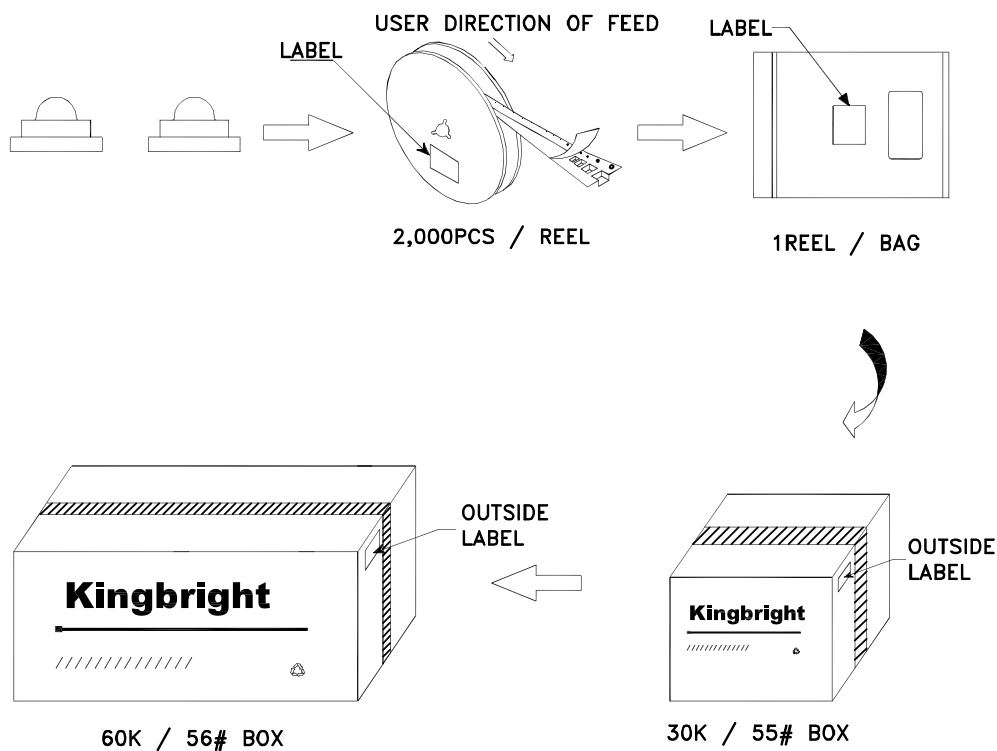 USER DIRECTION OF FEED
LABEL
LABEL
2,000PCS / REEL
1REEL / BAG
OUTSIDE
LABEL
Kingbright
60K / 56# BOX
OUTSIDE
LABEL
Kingbright
30K / 55# BOX